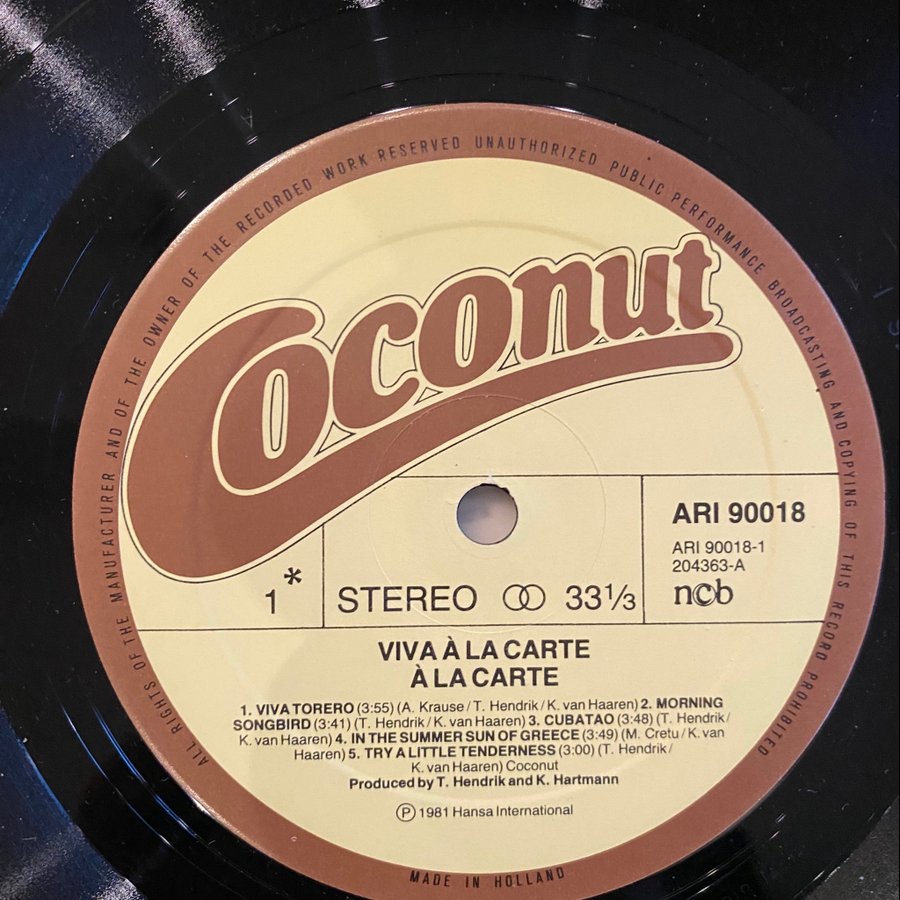 ALL RIGHTS OF THE MANUFACTURER AND OF THE OWNER OF THE RECORDED WORK RESERVED UNAUTHORIZED PUBLIC PERFORMANCE BROADCASTING AND COPYING OF THIS RECORD PROHIBITED
Coconut
ARI 90018
ARI 90018-1
204363-A
ncb
1* STEREO 33⅓
VIVA À LA CARTE
À LA CARTE
1. VIVA TORERO (3:55) (A. Krause/T. Hendrik/K. van Haaren) 2. MORNING
SONGBIRD (3:41) (T. Hendrik/K. van Haaren) 3. CUBATAO (3:48) (T. Hendrik/
K. van Haaren) 4. IN THE SUMMER SUN OF GREECE (3:49) (M. Cretu/K. van
Haaren) 5. TRY A LITTLE TENDERNESS (3:00) (T. Hendrik/
K. van Haaren) Coconut
Produced by T. Hendrik and K. Hartmann
Ⓟ 1981 Hansa International
MADE IN HOLLAND